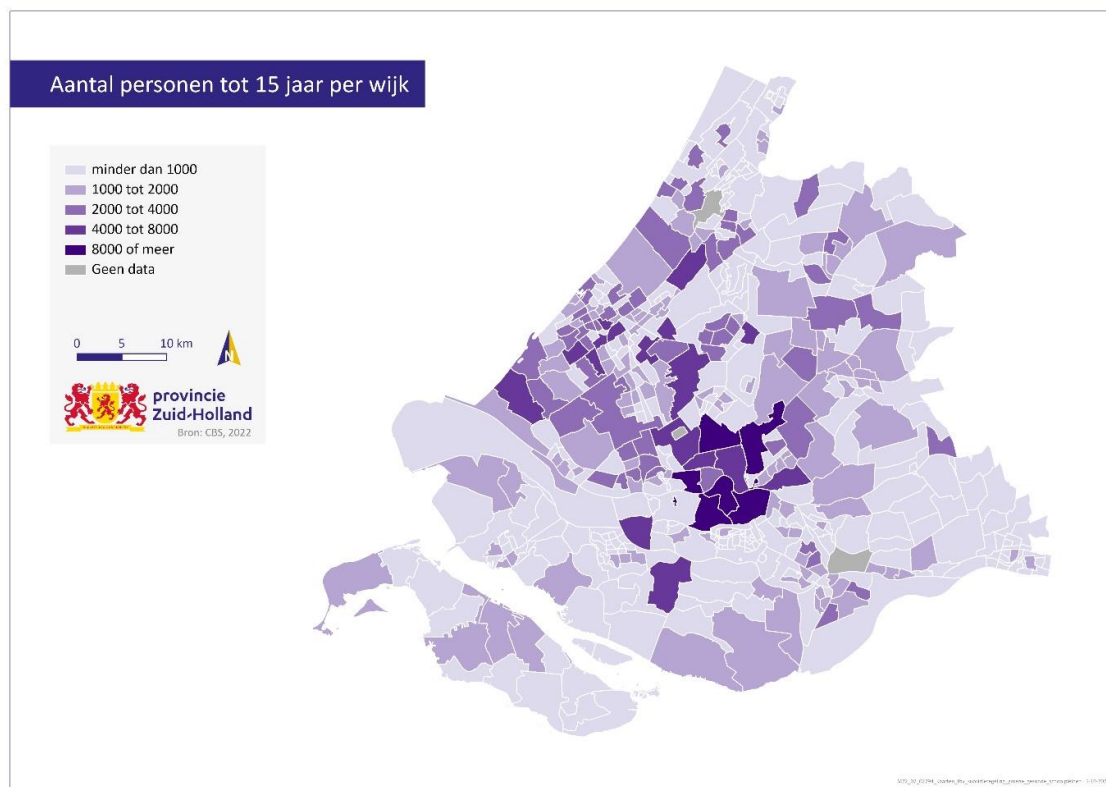 Aantal personen tot 15 jaar per wijk
minder dan 1000
1000 tot 2000
2000 tot 4000
4000 tot 8000
8000 of meer
Geen data
0 5 10 km
N
provincie
Zuid-Holland
Bron: CBS, 2022